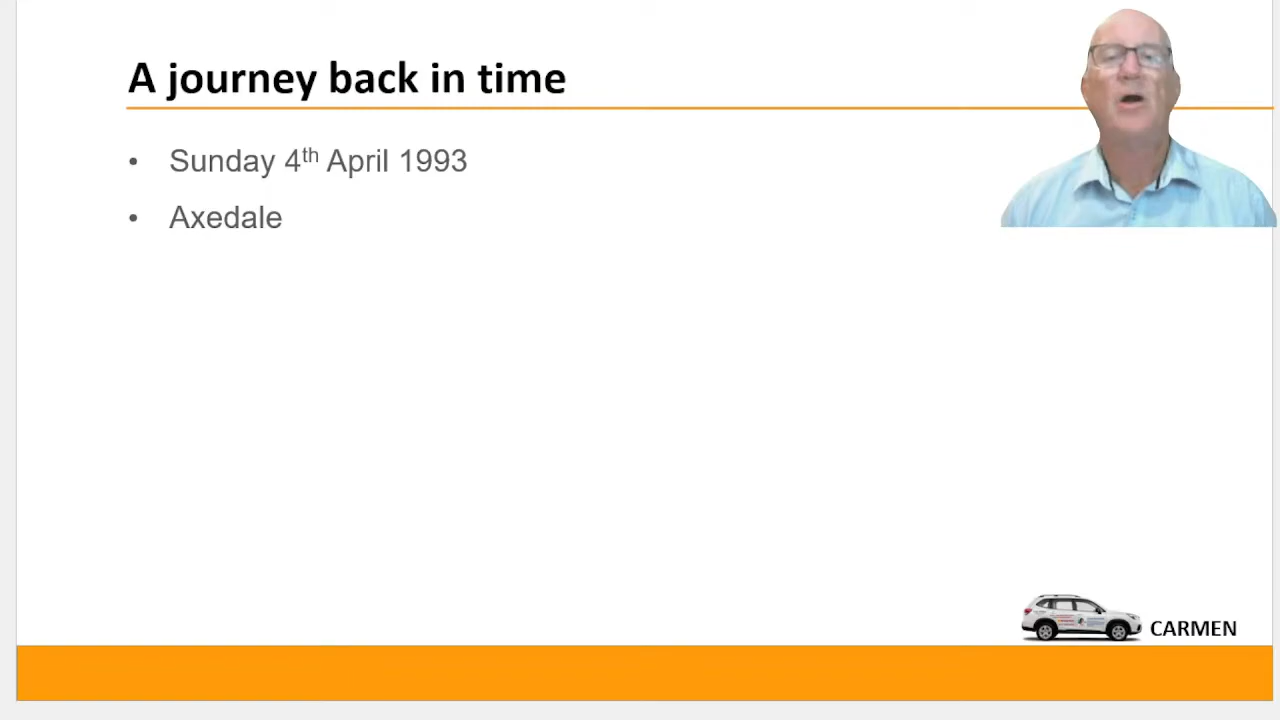 A journey back in time
• Sunday 4th April 1993
• Axedale
CARMEN